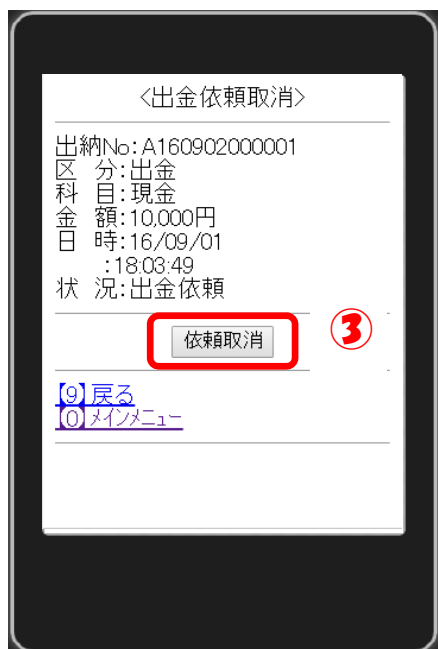 <出金依頼取消>
出納No:A160902000001
区 分:出金
科 目:現金
金 額:10,000円
日 時:16/09/01
:18:03:49
状 況:出金依頼
依頼取消
③
【9】戻る
【0】メインメニュー